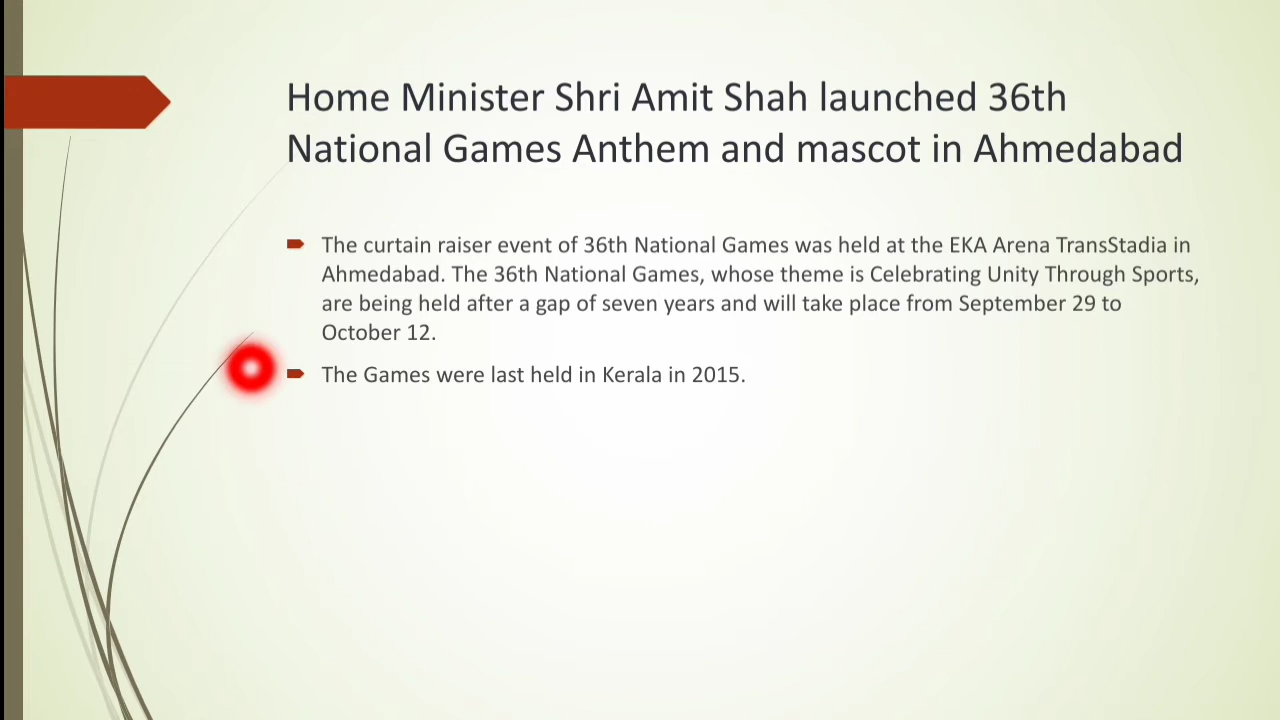 Home Minister Shri Amit Shah launched 36th
National Games Anthem and mascot in Ahmedabad
The curtain raiser event of 36th National Games was held at the EKA Arena TransStadia in
Ahmedabad. The 36th National Games, whose theme is Celebrating Unity Through Sports,
are being held after a gap of seven years and will take place from September 29 to
October 12.
The Games were last held in Kerala in 2015.